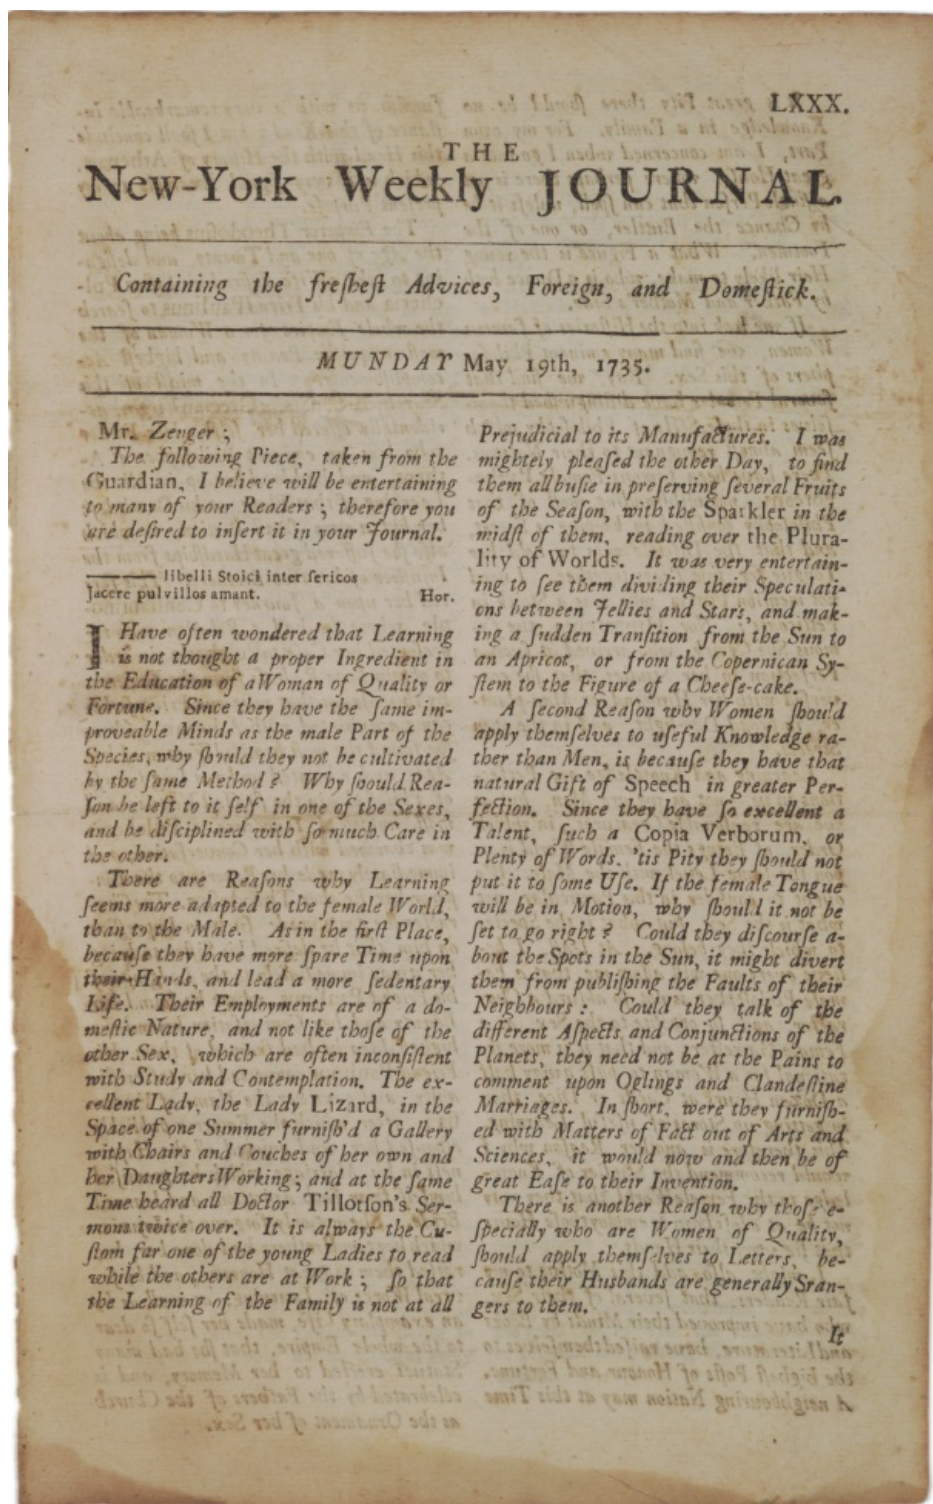 LXXX.
THE
New-York Weekly JOURNAL.
Containing the freſheſt Advices, Foreign, and Domeſtick.
MUNDAY May 19th, 1735.
Mr. Zenger;
The following Piece, taken from the
Guardian, I believe will be entertaining
to many of your Readers; therefore you
are deſired to inſert it in your Journal.
libelli Stoici inter ſericos
Jacere pulvillos amant. Hor.
I Have often wondered that Learning
is not thought a proper Ingredient in
the Education of a Woman of Quality or
Fortune. Since they have the ſame im-
proveable Minds as the male Part of the
Species, why ſhould they not be cultivated
by the ſame Method? Why ſhould Rea-
ſon be left to it ſelf in one of the Sexes,
and be diſciplined with ſo much Care in
the other.
There are Reaſons why Learning
ſeems more adapted to the female World,
than to the Male. As in the firſt Place,
becauſe they have more ſpare Time upon
their Hands, and lead a more ſedentary
Life. Their Employments are of a do-
meſtic Nature, and not like thoſe of the
other Sex, which are often inconſiſtent
with Study and Contemplation. The ex-
cellent Lady, the Lady Lizard, in the
Space of one Summer furniſh'd a Gallery
with Chairs and Couches of her own and
her Daughters Working; and at the ſame
Time heard all Doctor Tillotſon's Ser-
mons twice over. It is always the Cu-
ſtom for one of the young Ladies to read
while the others are at Work; ſo that
the Learning of the Family is not at all
Prejudicial to its Manufactures. I was
mightely pleaſed the other Day, to find
them all buſie in preſerving ſeveral Fruits
of the Seaſon, with the Sparkler in the
midſt of them, reading over the Plura-
lity of Worlds. It was very entertain-
ing to ſee them dividing their Speculati-
ons between Jellies and Stars, and mak-
ing a ſudden Tranſition from the Sun to
an Apricot, or from the Copernican Sy-
ſtem to the Figure of a Cheeſe-cake.
A ſecond Reaſon why Women ſhould
apply themſelves to uſeful Knowledge ra-
ther than Men, is becauſe they have that
natural Gift of Speech in greater Per-
fection. Since they have ſo excellent a
Talent, ſuch a Copia Verborum, or
Plenty of Words, 'tis Pity they ſhould not
put it to ſome Uſe. If the female Tongue
will be in Motion, why ſhould it not be
ſet to go right? Could they diſcourſe a-
bout the Spots in the Sun, it might divert
them from publiſhing the Faults of their
Neighbours: Could they talk of the
different Aſpects and Conjunctions of the
Planets, they need not be at the Pains to
comment upon Oglings and Clandeſtine
Marriages. In ſhort, were they furniſh-
ed with Matters of Fact out of Arts and
Sciences, it would now and then be of
great Eaſe to their Invention.
There is another Reaſon why thoſe e-
ſpecially who are Women of Quality,
ſhould apply themſelves to Letters, be-
cauſe their Husbands are generally Sran-
gers to them.
It